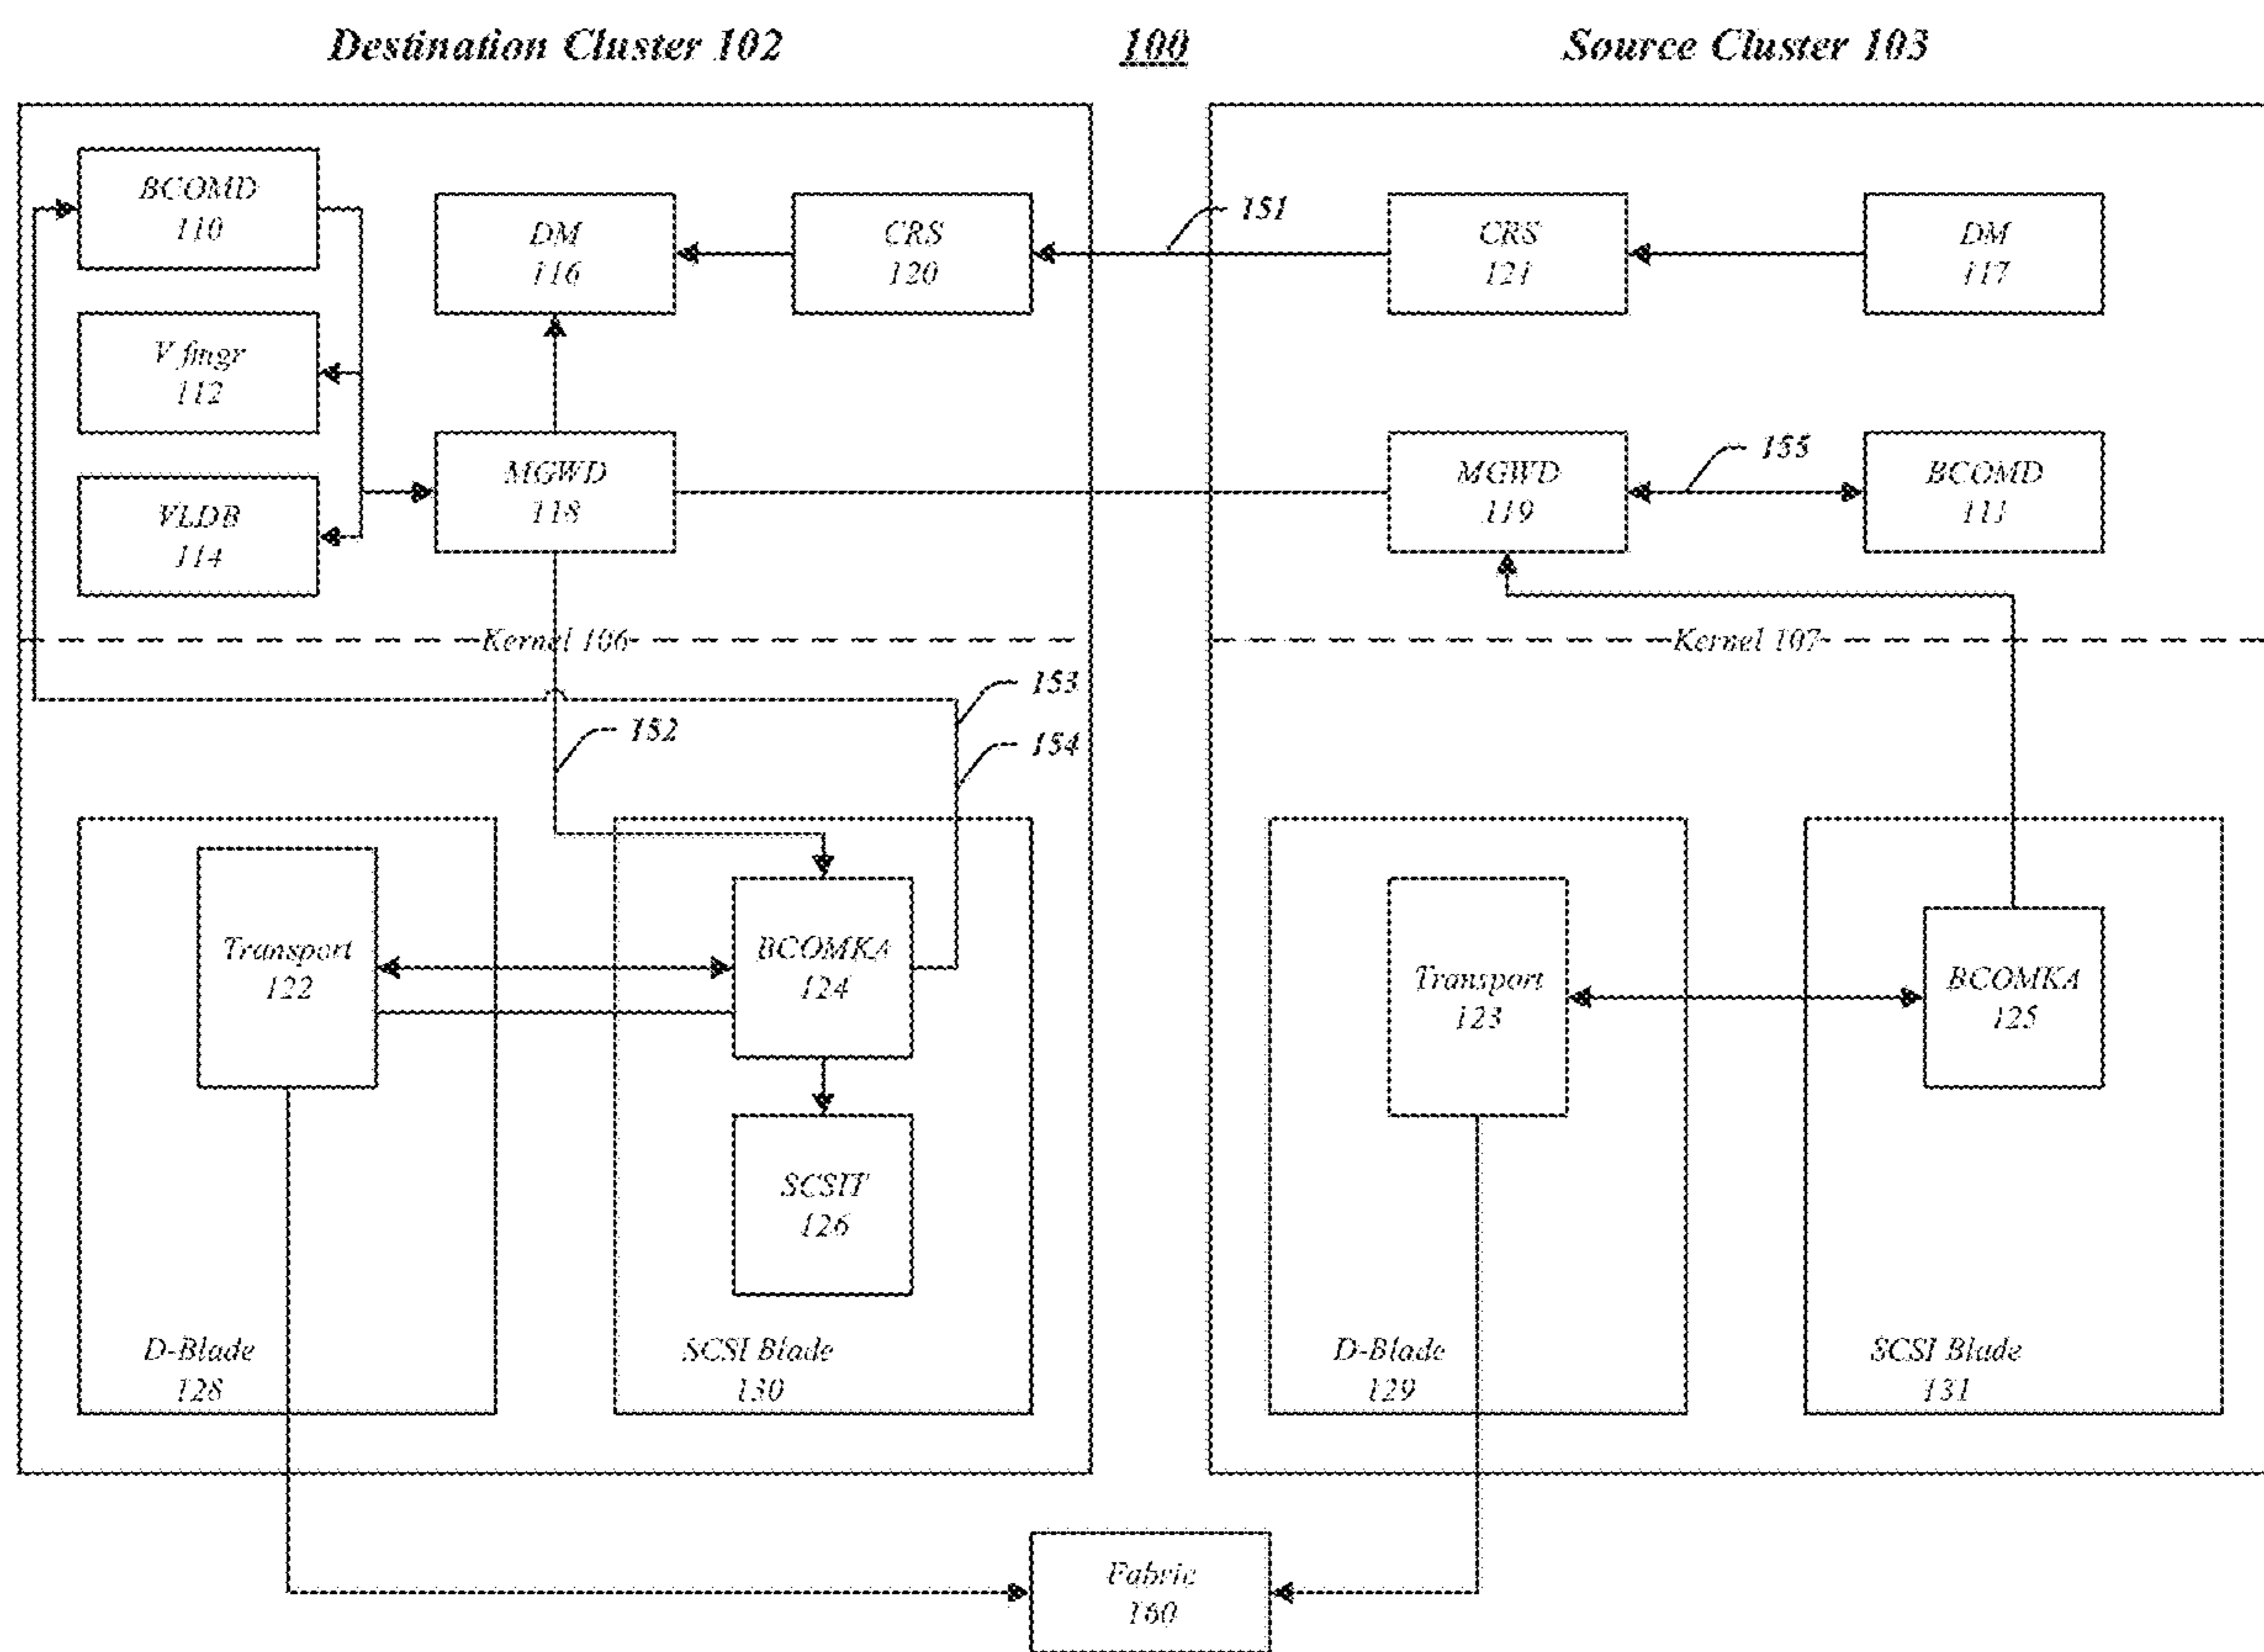 Destination Cluster 102
100
Source Cluster 103
BCOMD
110
V fmgr
112
VLDB
114
DM
116
CRS
120
MGWD
118
151
CRS
121
DM
117
MGWD
119
155
BCOMD
111
Kernel 106
Kernel 107
153
152
154
Transport
122
BCOMKA
124
SCSIT
126
D-Blade
128
SCSI Blade
130
Transport
123
BCOMKA
125
D-Blade
129
SCSI Blade
131
Fabric
160